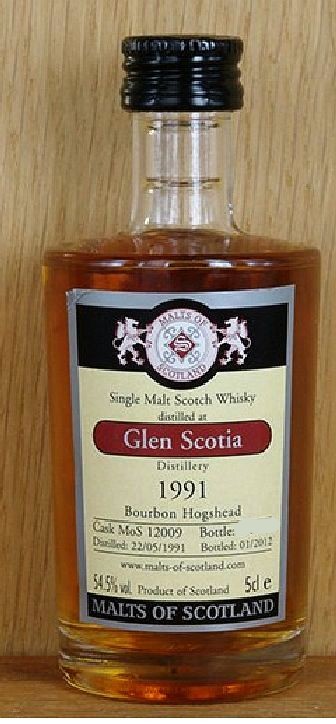 MALTS OF
S
SCOTLAND
Single Malt Scotch Whisky
distilled at
Glen Scotia
Distillery
1991
Bourbon Hogshead
Cask MoS 12009 Bottle:
Distilled: 22/05/1991 Bottled: 01/2012
www.malts-of-scotland.com
54.5% vol. Product of Scotland 5cl e
MALTS OF SCOTLAND